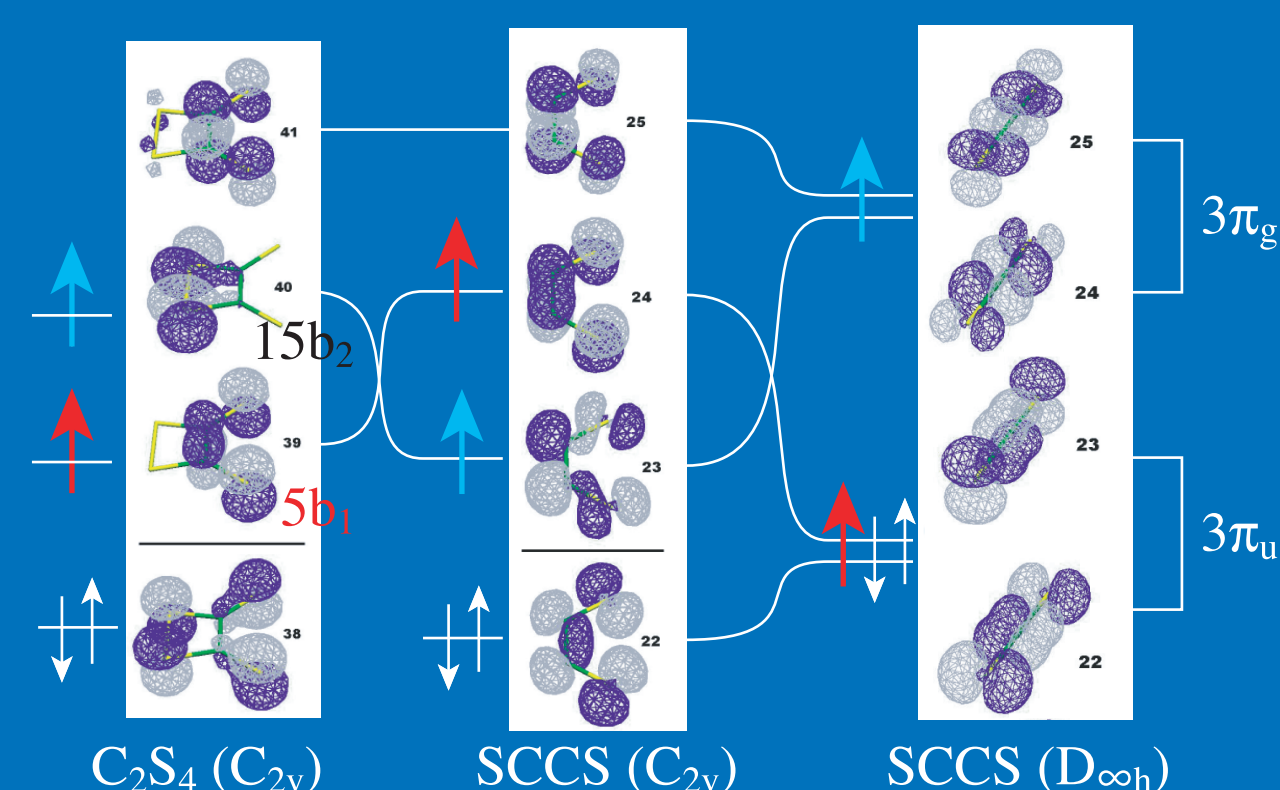 41
40
15b₂
39
5b₁
38
C₂S₄ (C₂ᵥ)
25
24
23
22
SCCS (C₂ᵥ)
25
24
23
22
SCCS (D∞h)
3πg
3πu